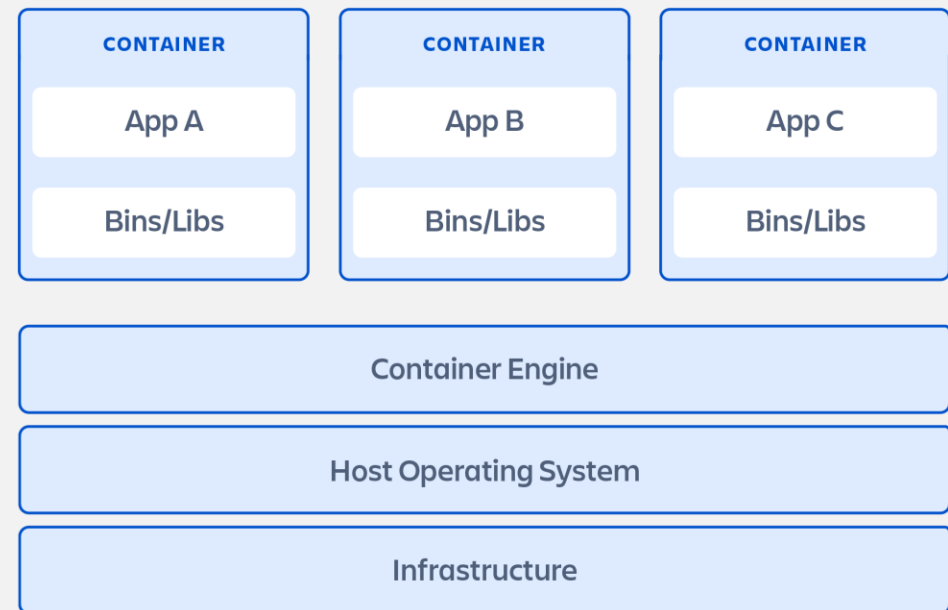 CONTAINER CONTAINER CONTAINER
App A App B App C
Bins/Libs Bins/Libs Bins/Libs
Container Engine
Host Operating System
Infrastructure